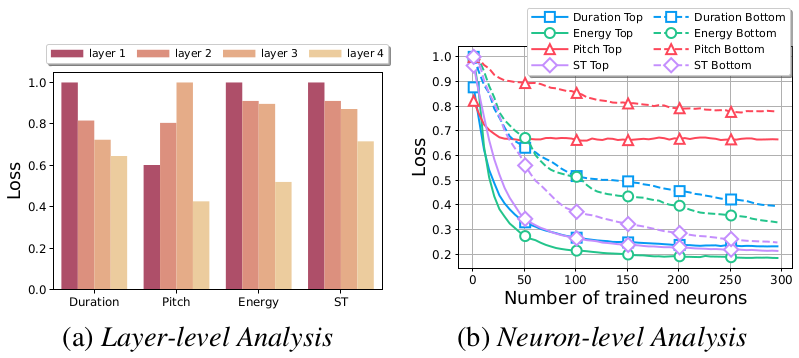 layer 1 layer 2 layer 3 layer 4
1.0
0.8
0.6
0.4
0.2
0.0
Loss
Duration Pitch Energy ST
(a) Layer-level Analysis
Duration Top Duration Bottom
Energy Top Energy Bottom
Pitch Top Pitch Bottom
ST Top ST Bottom
1.0
0.9
0.8
0.7
0.6
0.5
0.4
0.3
0.2
Loss
0 50 100 150 200 250 300
Number of trained neurons
(b) Neuron-level Analysis